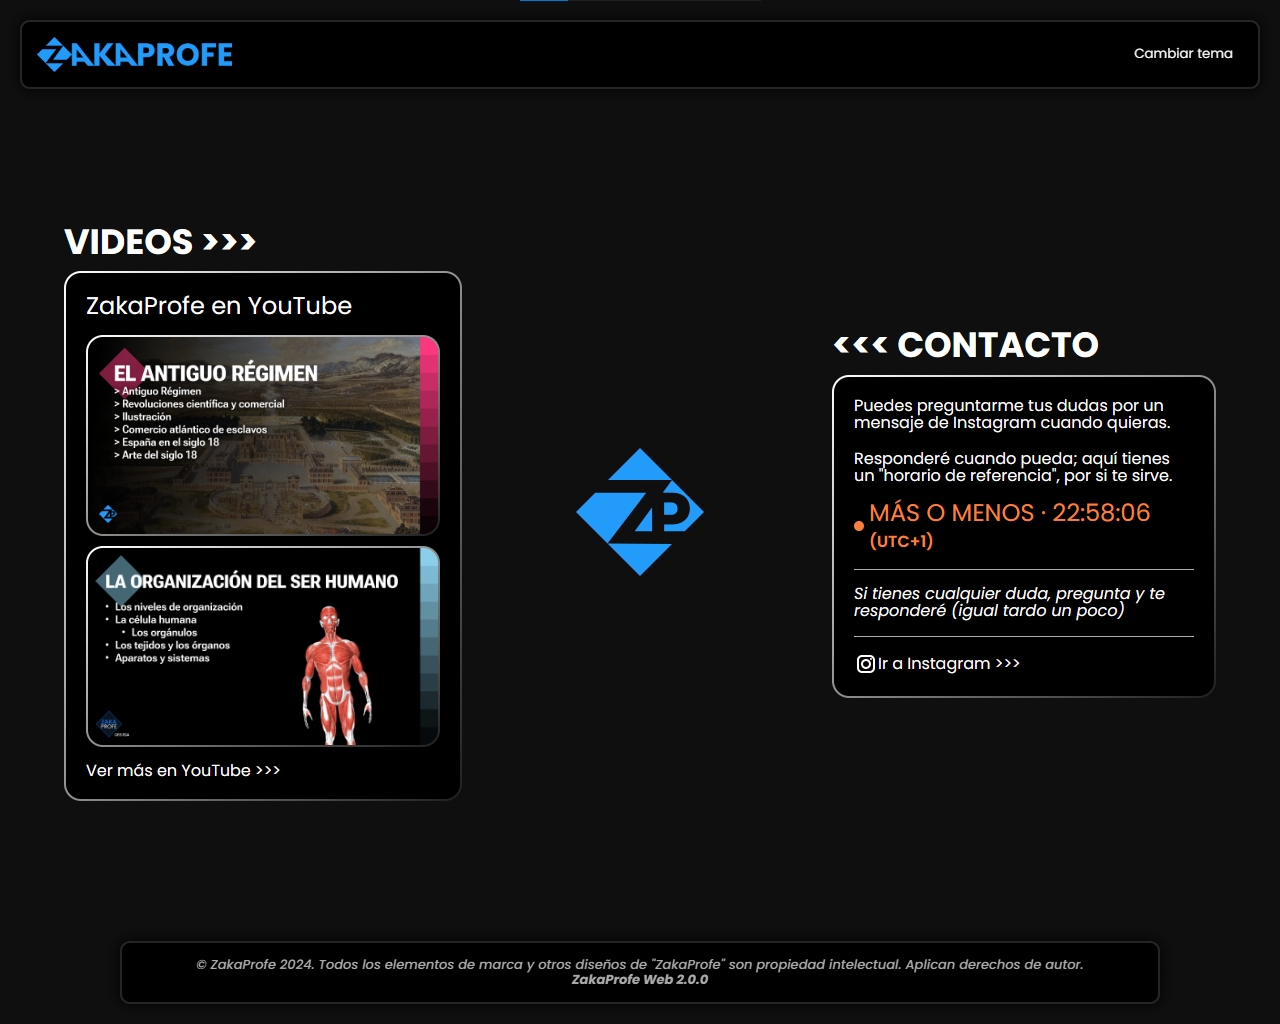 ZAKAPROFE
Cambiar tema
VIDEOS >>>
ZakaProfe en YouTube
EL ANTIGUO RÉGIMEN
> Antiguo Régimen
> Revoluciones científica y comercial
> Ilustración
> Comercio atlántico de esclavos
> España en el siglo 18
> Arte del siglo 18
ZP
LA ORGANIZACIÓN DEL SER HUMANO
• Los niveles de organización
• La célula humana
• Los orgánulos
• Los tejidos y los órganos
• Aparatos y sistemas
ZAKA
PROFE
Ver más en YouTube >>>
ZP
<<< CONTACTO
Puedes preguntarme tus dudas por un
mensaje de Instagram cuando quieras.
Responderé cuando pueda; aquí tienes
un "horario de referencia", por si te sirve.
MÁS O MENOS · 22:58:06
(UTC+1)
Si tienes cualquier duda, pregunta y te
responderé (igual tardo un poco)
Ir a Instagram >>>
© ZakaProfe 2024. Todos los elementos de marca y otros diseños de "ZakaProfe" son propiedad intelectual. Aplican derechos de autor.
ZakaProfe Web 2.0.0